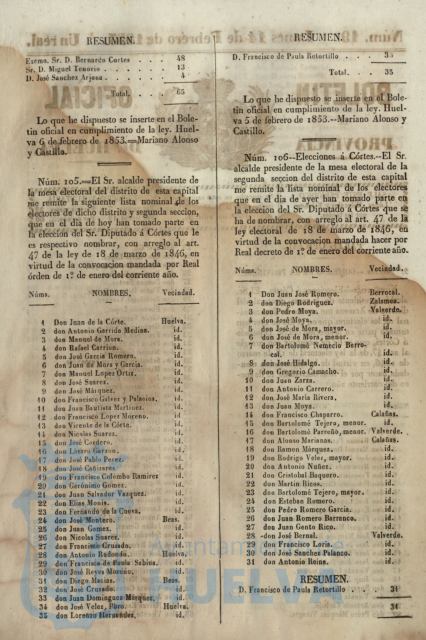 RESUMEN.
Excmo. Sr. D. Bernardo Cortes . . . . 48
Sr. D. Miguel Tenorio . . . . . 13
D. José Sanchez Arjona . . . . . 4
Total. . . 65
Lo que he dispuesto se inserte en el Bole-
tin oficial en cumplimiento de la ley. Huel-
va 6 de febrero de 1853.=Mariano Alonso
y Castillo.
Núm. 105.—El Sr. alcalde presidente de
la mesa electoral del distrito de esta capital
me remite la siguiente lista nominal de los
electores de dicho distrito y segunda seccion,
que en el dia de hoy han tomado parte en
la eleccion del Sr. Diputado á Córtes que le
es respectivo nombrar, con arreglo al art.
47 de la ley de 18 de marzo de 1846, en
virtud de la convocacion mandada por Real
órden de 1º de enero del corriente año.
Núms. NOMBRES. Vecindad.
1 Don Juan de la Córte. Huelva.
2 don Antonio Garrido Medina. id.
3 don Manuel de Mora. id.
4 don Rafael Carrion. id.
5 don José Garcia Romero. id.
6 don Juan de Mora y Garcia. id.
7 don Manuel Lopez Ortiz. id.
8 don José Suarez. id.
9 don José Márquez. id.
10 don Francisco Galvez y Palacios. id.
11 don Juan Bautista Martinez. id.
12 don Francisco Lopez Moreno. id.
13 don Vicente de la Córte. id.
14 don Nicolas Suarez. id.
15 don José Cordero. id.
16 don Lázaro Garzon. id.
17 don José Pablo Perez. id.
18 don José Cañizares. id.
19 don Francisco Colombo Ramirez id.
20 don Gerónimo Gomez. id.
21 don Juan Salvador Vazquez. id.
22 don Elías Monis. id.
23 don Fernando de la Cueva. id.
24 don José Montero. Beas.
25 don Juan Gomez. id.
26 don Nicolas Suarez. id.
27 don Francisco Cruzado. id.
28 don Antonio Redondo. Huelva.
29 don Francisco de Paula Sabina. id.
30 don José Reyes Moreno. id.
31 don Diego Masias. Beas.
32 don José Cruzado. id.
33 don Juan Dominguez Márquez. id.
34 don José Velez, Puro. Huelva.
35 don Lorenzo Hernandez. id.
RESUMEN.
D. Francisco de Paula Retortillo . . . . 35
Total. . . 35
Lo que he dispuesto se inserte en el Bole-
tin oficial en cumplimiento de la ley. Huel-
va 5 de febrero de 1853.--Mariano Alonso y
Castillo.
Núm. 106--Elecciones á Córtes.--El Sr.
alcalde presidente de la mesa electoral de la
segunda seccion del distrito de esta capital
me remite la lista nominal de los electores
que en el dia de ayer han tomado parte en
la eleccion del Sr. Diputado á Córtes que se
ha de nombrar, con arreglo al art. 47 de la
ley electoral de 18 de marzo de 1846, en
virtud de la convocacion mandada hacer por
Real decreto de 1º de enero del corriente año.
Núms. NOMBRES. Vecindad.
1 Don Juan José Romero. Berrocal.
2 don Diego Rodriguez. Zalamea.
3 don Pedro Moya. Valverde.
4 don José Moya. id.
5 don José de Mora, mayor. id.
6 don José de Mora, menor. id.
7 don Bartolomé Nemecio Berro-
cal. id.
8 don José Hidalgo. id.
9 don Gregorio Camacho. id.
10 don Juan Zarza. id.
11 don Antonio Carrero. id.
12 don José Maria Rivera. id.
13 don Juan Moya. id.
14 don Francisco Chaparro. Calañas.
15 don Bartolomé Tejero, menor. id.
16 don Bartolomé Parreño, menor. Valverde.
17 don Alonso Marianas. Calañas.
18 don Ramon Márquez. id.
19 don Rodrigo Velez, mayor. id.
20 don Antonio Nuñez. id.
21 don Cristobal Boquero. id.
22 don Martin Ricos. id.
23 don Bartolomé Tejero, mayor. id.
24 don Esteban Romero. id.
25 don Pedro Romero Garcia. id.
26 don Juan Romero Barranco. id.
27 don Juan Gento Rico. id.
28 don José Bernal. Valverde.
29 don Francisco Loria. id.
30 don José Sanchez Palanco. id.
31 don Antonio Reina. id.
RESUMEN.
D. Francisco de Paula Retortillo . . . . . 31
31